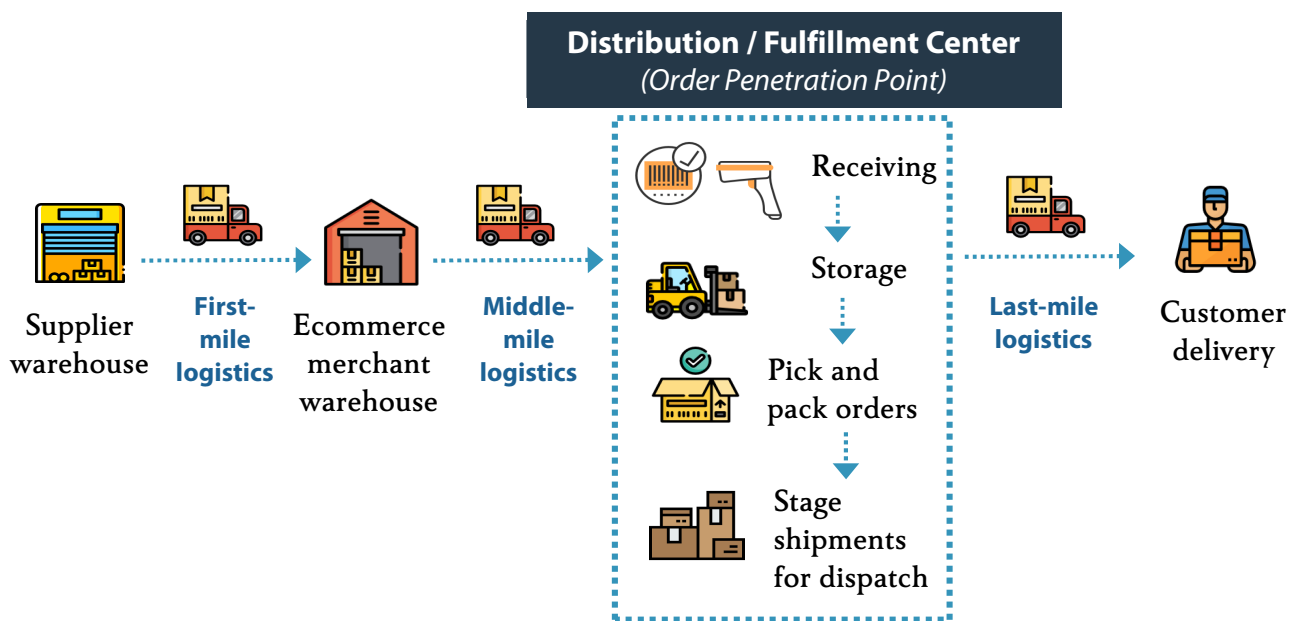 Distribution / Fulfillment Center
(Order Penetration Point)
Supplier
warehouse
First-
mile
logistics
Ecommerce
merchant
warehouse
Middle-
mile
logistics
Receiving
Storage
Pick and
pack orders
Stage
shipments
for dispatch
Last-mile
logistics
Customer
delivery